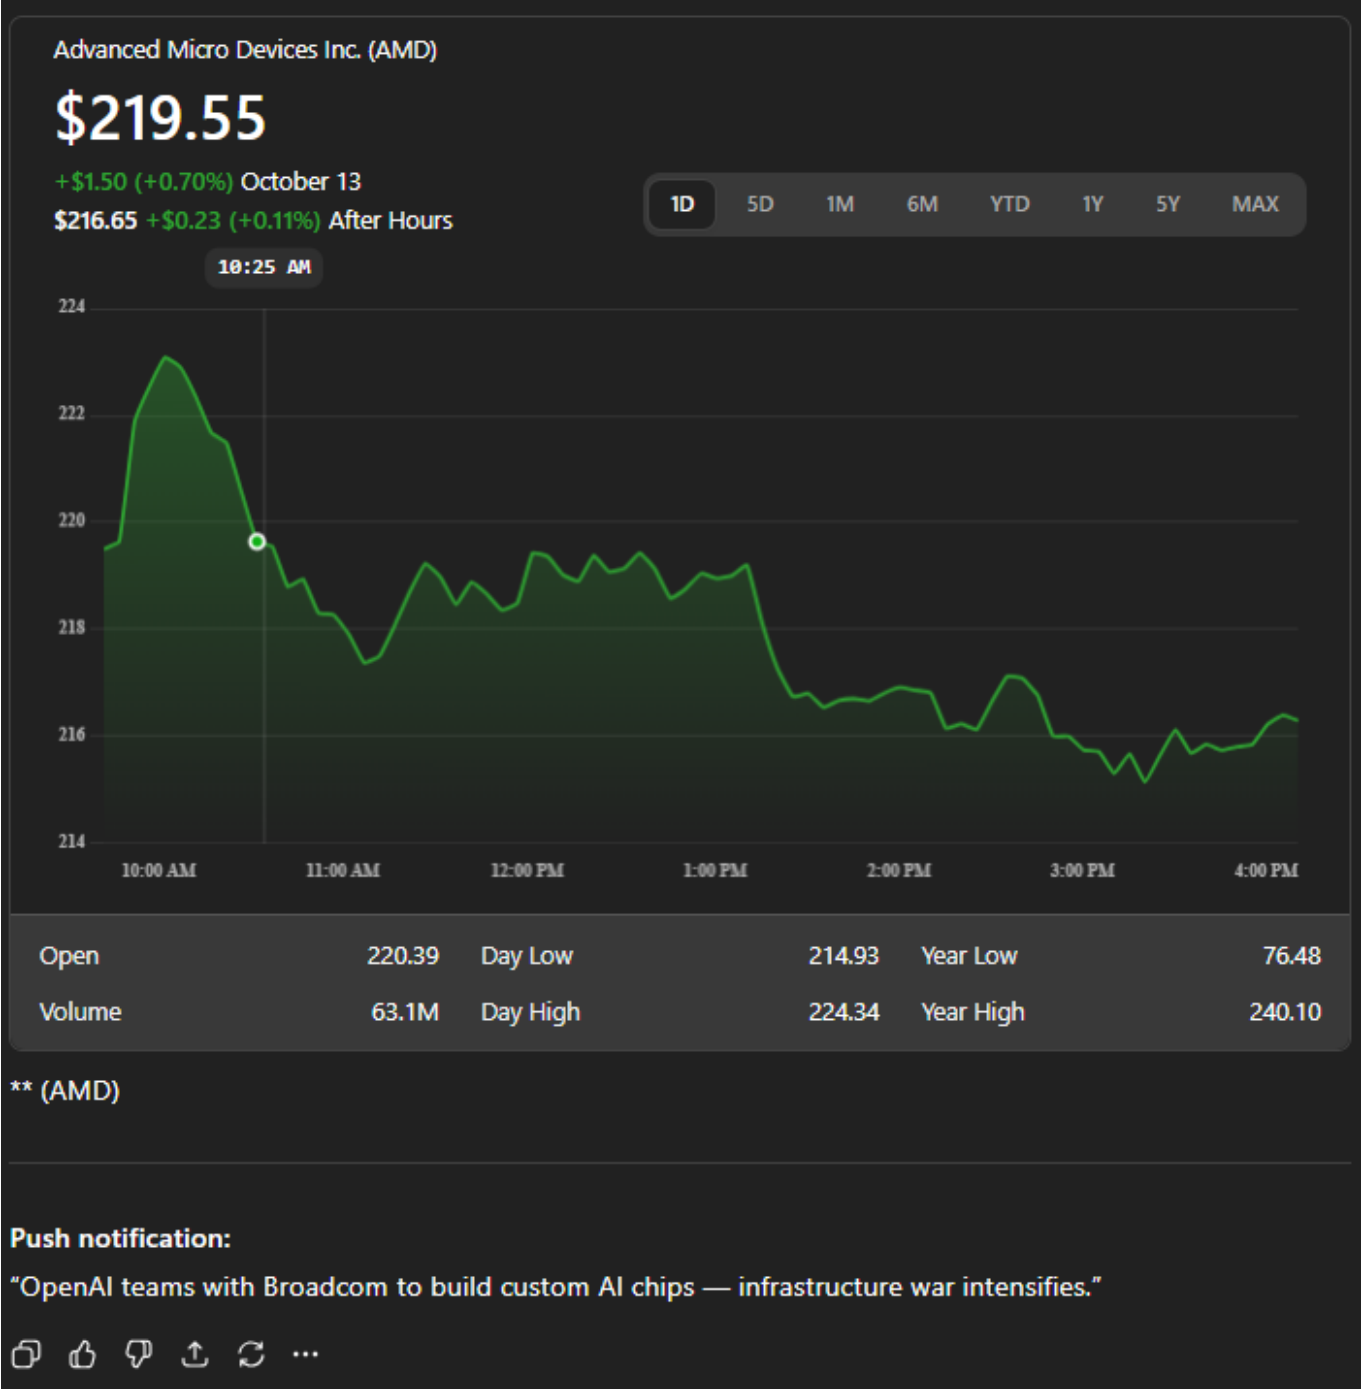 Advanced Micro Devices Inc. (AMD)
$219.55
+$1.50 (+0.70%) October 13
$216.65 +$0.23 (+0.11%) After Hours
1D 5D 1M 6M YTD 1Y 5Y MAX
10:25 AM
224
222
220
218
216
214
10:00 AM 11:00 AM 12:00 PM 1:00 PM 2:00 PM 3:00 PM 4:00 PM
Open 220.39 Day Low 214.93 Year Low 76.48
Volume 63.1M Day High 224.34 Year High 240.10
** (AMD)
Push notification:
“OpenAI teams with Broadcom to build custom AI chips — infrastructure war intensifies.”